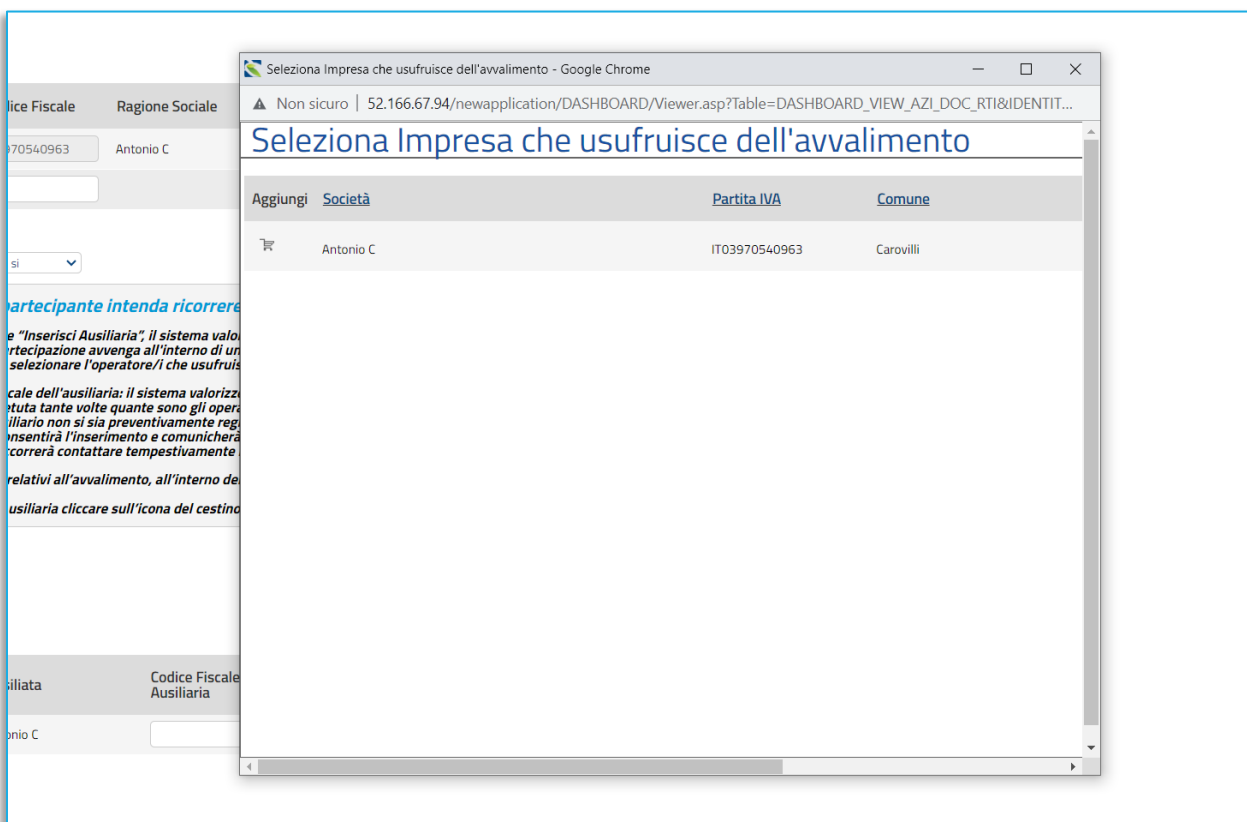 Seleziona Impresa che usufruisce dell'avvalimento - Google Chrome
Non sicuro | 52.166.67.94/newapplication/DASHBOARD/Viewer.asp?Table=DASHBOARD_VIEW_AZI_DOC_RTI&IDENTIT...
Seleziona Impresa che usufruisce dell'avvalimento
Aggiungi Società Partita IVA Comune
Antonio C IT03970540963 Carovilli
dice Fiscale Ragione Sociale
970540963 Antonio C
si
partecipante intenda ricorrere
e “Inserisci Ausiliaria”, il sistema valo
rtecipazione avvenga all'interno di un
selezionare l'operatore/i che usufruis
cale dell'ausiliaria: il sistema valorizz
etuta tante volte quante sono gli opera
iliario non si sia preventivamente reg
onsentirà l'inserimento e comunicherà
ccorrerà contattare tempestivamente
relativi all’avvalimento, all’interno de
usiliaria cliccare sull’icona del cestino
siliata Codice Fiscale
Ausiliaria
onio C